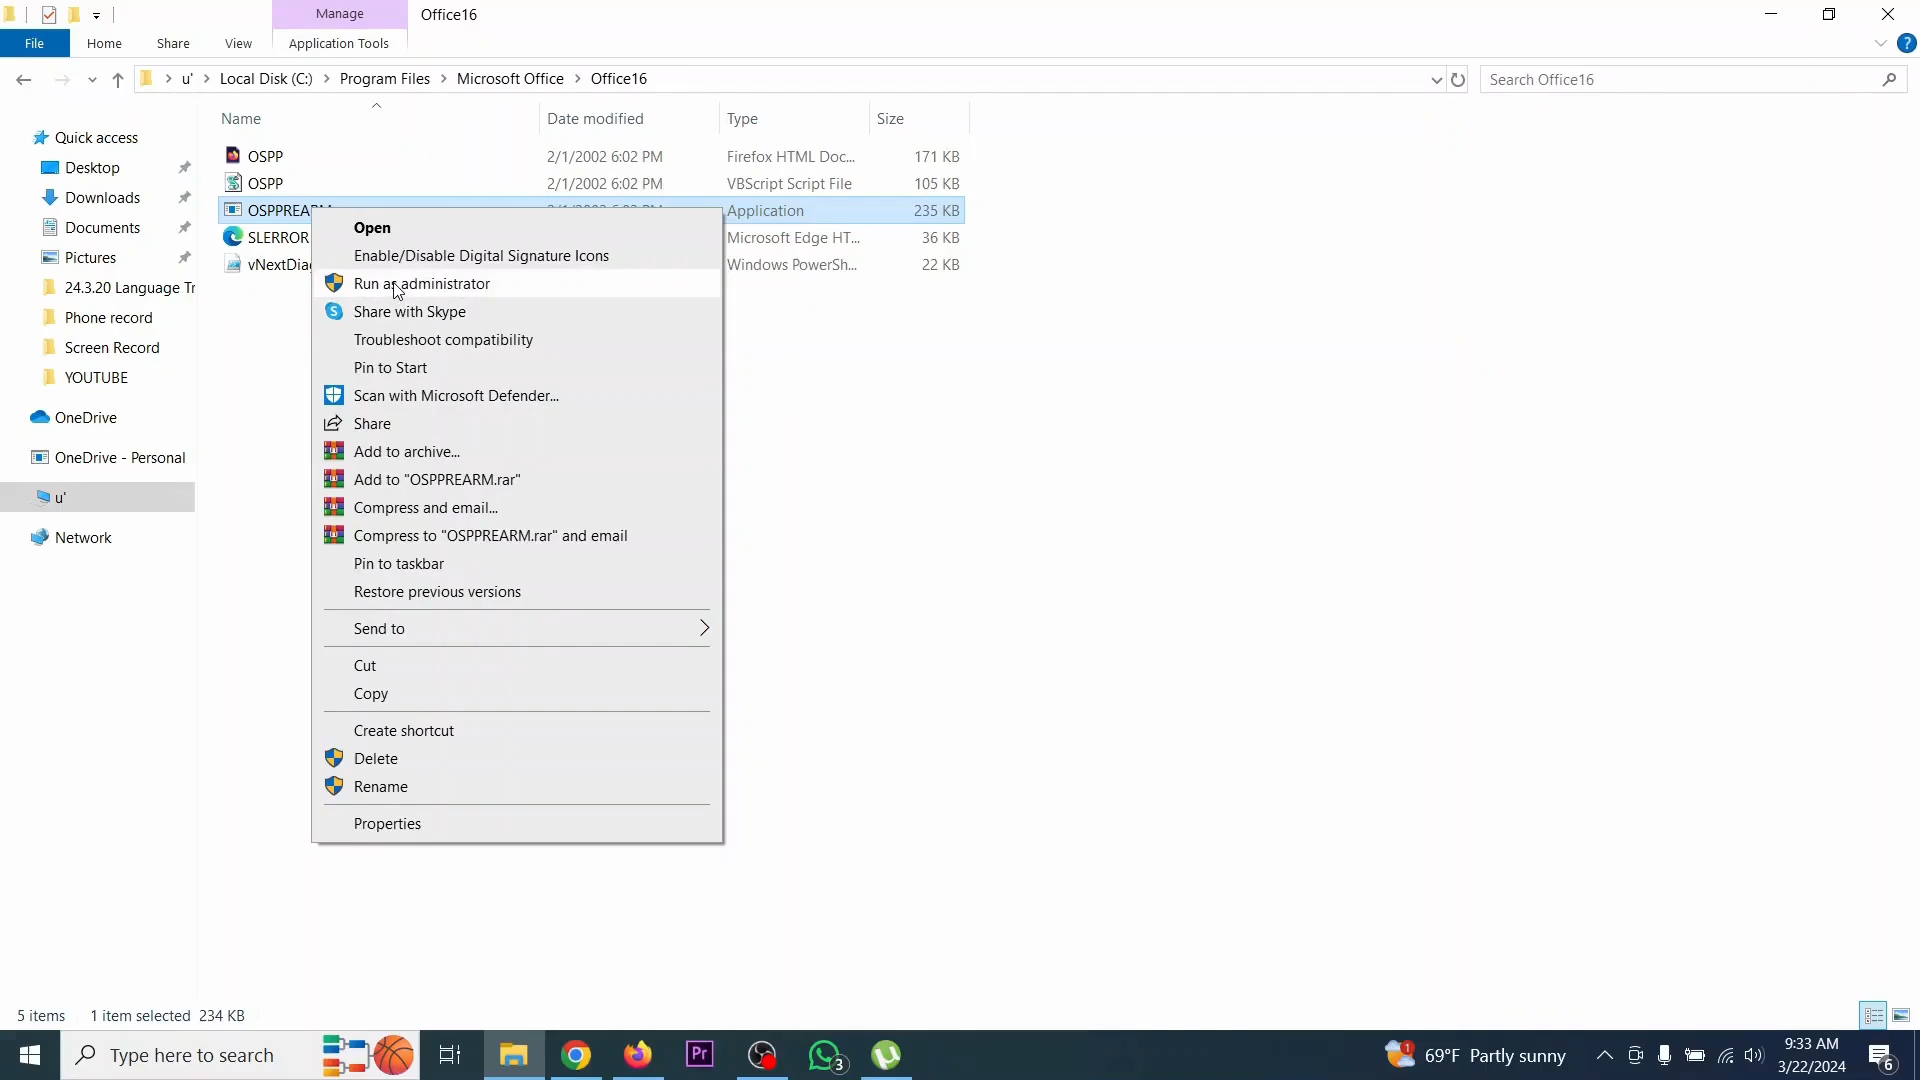 Manage
Office16
File
Home
Share
View
Application Tools
u'
Local Disk (C:)
Program Files
Microsoft Office
Office16
Search Office16
Name
Date modified
Type
Size
OSPP
2/1/2002 6:02 PM
Firefox HTML Doc...
171 KB
OSPP
2/1/2002 6:02 PM
VBScript Script File
105 KB
OSPPREARM
Application
235 KB
SLERROR
Microsoft Edge HT...
36 KB
vNextDiag
Windows PowerSh...
22 KB
Quick access
Desktop
Downloads
Documents
Pictures
24.3.20 Language Tr
Phone record
Screen Record
YOUTUBE
OneDrive
OneDrive - Personal
u'
Network
Open
Enable/Disable Digital Signature Icons
Run as administrator
Share with Skype
Troubleshoot compatibility
Pin to Start
Scan with Microsoft Defender...
Share
Add to archive...
Add to "OSPPREARM.rar"
Compress and email...
Compress to "OSPPREARM.rar" and email
Pin to taskbar
Restore previous versions
Send to
Cut
Copy
Create shortcut
Delete
Rename
Properties
5 items
1 item selected 234 KB
Type here to search
Pr
3
1
69°F Partly sunny
9:33 AM
3/22/2024
6